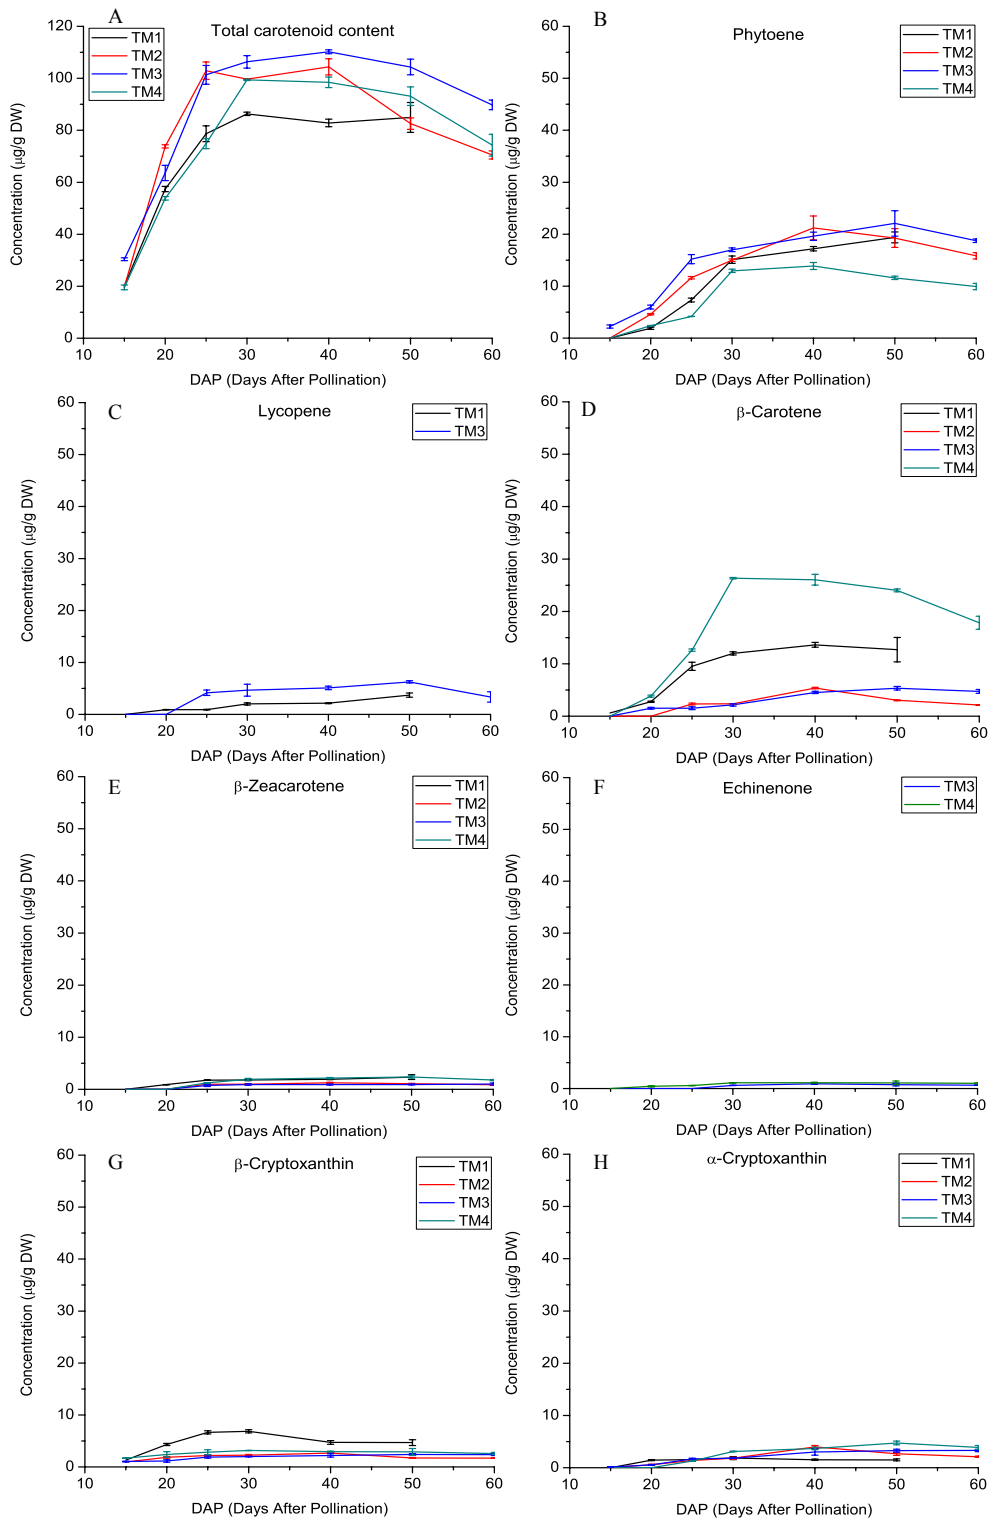 A
Total carotenoid content
TM1
TM2
TM3
TM4
120
100
80
60
40
20
0
Concentration (μg/g DW)
10 20 30 40 50 60
DAP (Days After Pollination)
B
Phytoene
TM1
TM2
TM3
TM4
60
50
40
30
20
10
0
Concentration (μg/g DW)
10 20 30 40 50 60
DAP (Days After Pollination)
C
Lycopene
TM1
TM3
60
50
40
30
20
10
0
Concentration (μg/g DW)
10 20 30 40 50 60
DAP (Days After Pollination)
D
β-Carotene
TM1
TM2
TM3
TM4
60
50
40
30
20
10
0
Concentration (μg/g DW)
10 20 30 40 50 60
DAP (Days After Pollination)
E
β-Zeacarotene
TM1
TM2
TM3
TM4
60
50
40
30
20
10
0
Concentration (μg/g DW)
10 20 30 40 50 60
DAP (Days After Pollination)
F
Echinenone
TM3
TM4
60
50
40
30
20
10
0
Concentration (μg/g DW)
10 20 30 40 50 60
DAP (Days After Pollination)
G
β-Cryptoxanthin
TM1
TM2
TM3
TM4
60
50
40
30
20
10
0
Concentration (μg/g DW)
10 20 30 40 50 60
DAP (Days After Pollination)
H
α-Cryptoxanthin
TM1
TM2
TM3
TM4
60
50
40
30
20
10
0
Concentration (μg/g DW)
10 20 30 40 50 60
DAP (Days After Pollination)